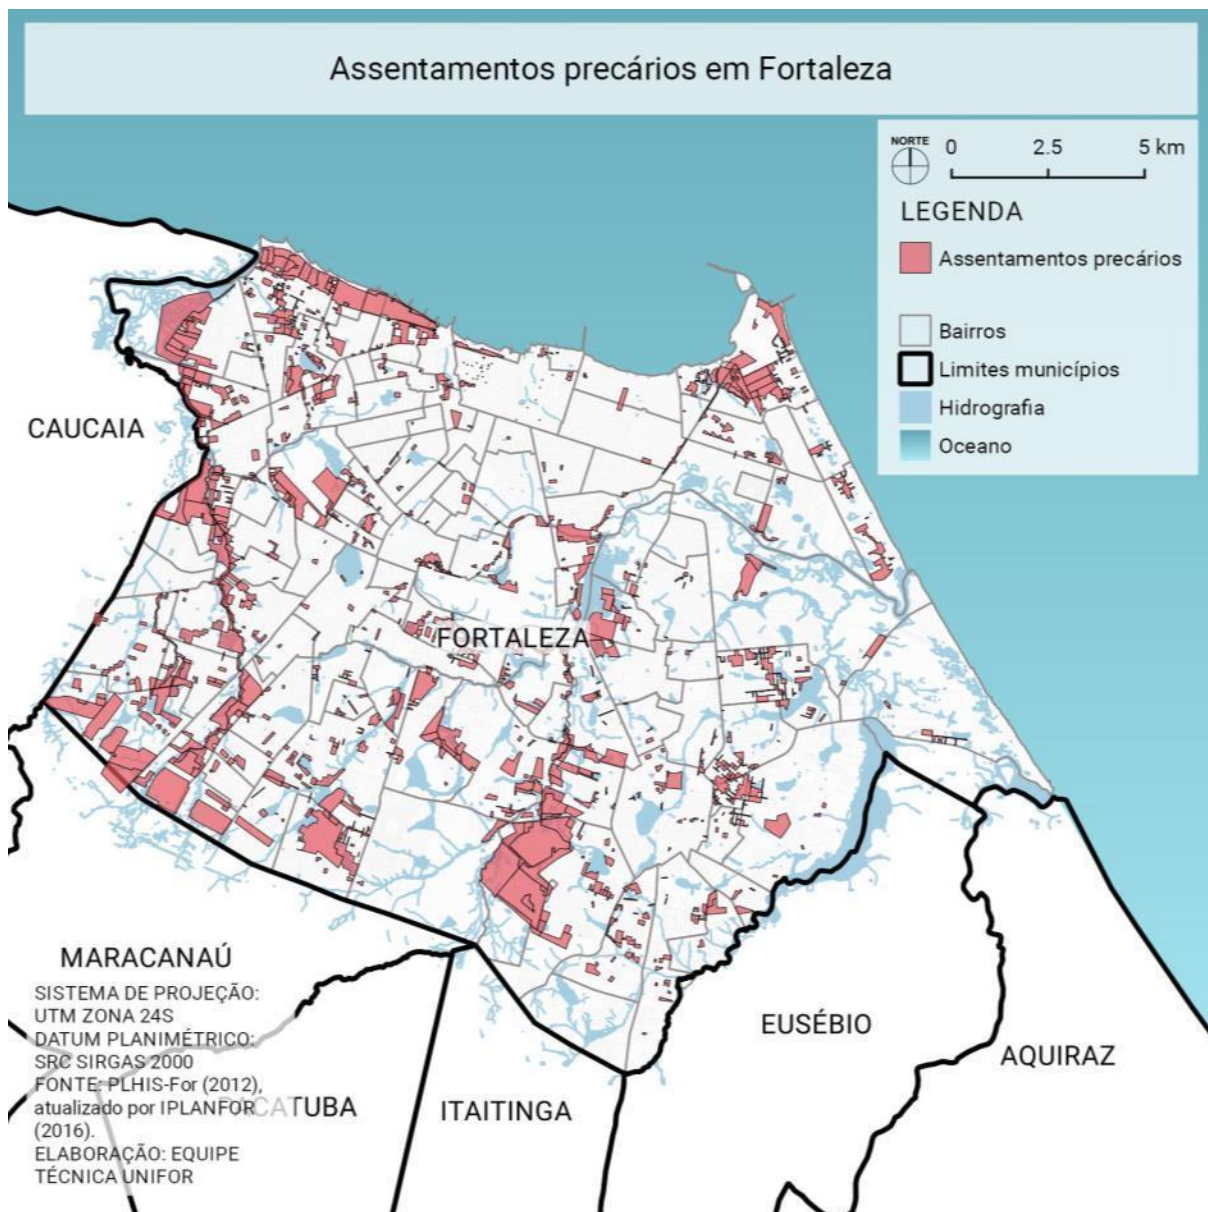 Assentamentos precários em Fortaleza
NORTE
0 2.5 5 km
LEGENDA
Assentamentos precários
Bairros
Limites municípios
Hidrografia
Oceano
CAUCAIA
FORTALEZA
MARACANAÚ
SISTEMA DE PROJEÇÃO:
UTM ZONA 24S
DATUM PLANIMÉTRICO:
SRC SIRGAS 2000
FONTE: PLHIS-For (2012),
atualizado por IPLANFOR
(2016).
ELABORAÇÃO: EQUIPE
TÉCNICA UNIFOR
PACATUBA
ITAITINGA
EUSÉBIO
AQUIRAZ